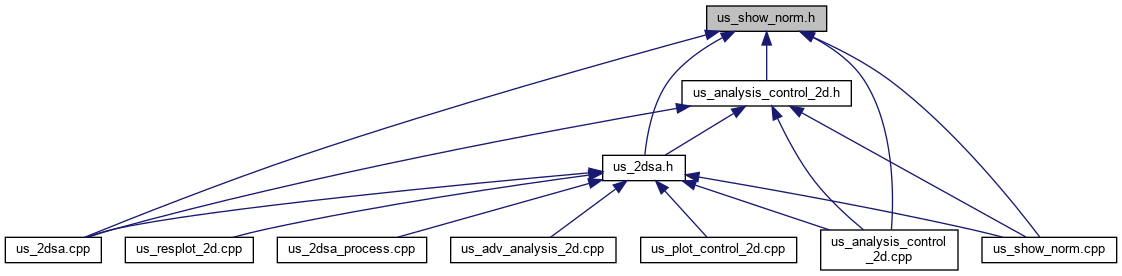 us_show_norm.h
us_analysis_control_2d.h
us_2dsa.h
us_2dsa.cpp
us_resplot_2d.cpp
us_2dsa_process.cpp
us_adv_analysis_2d.cpp
us_plot_control_2d.cpp
us_analysis_control
_2d.cpp
us_show_norm.cpp